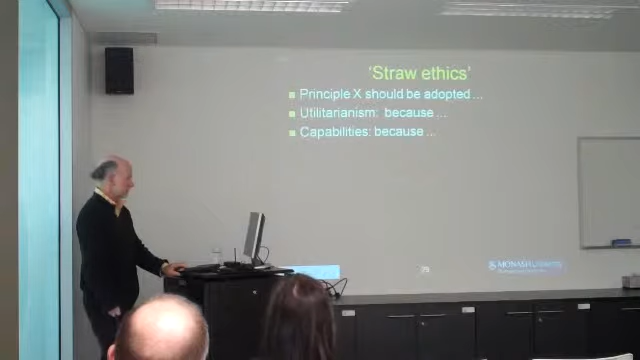 ‘Straw ethics’
Principle X should be adopted ...
Utilitarianism: because ...
Capabilities: because ...
MONASH University